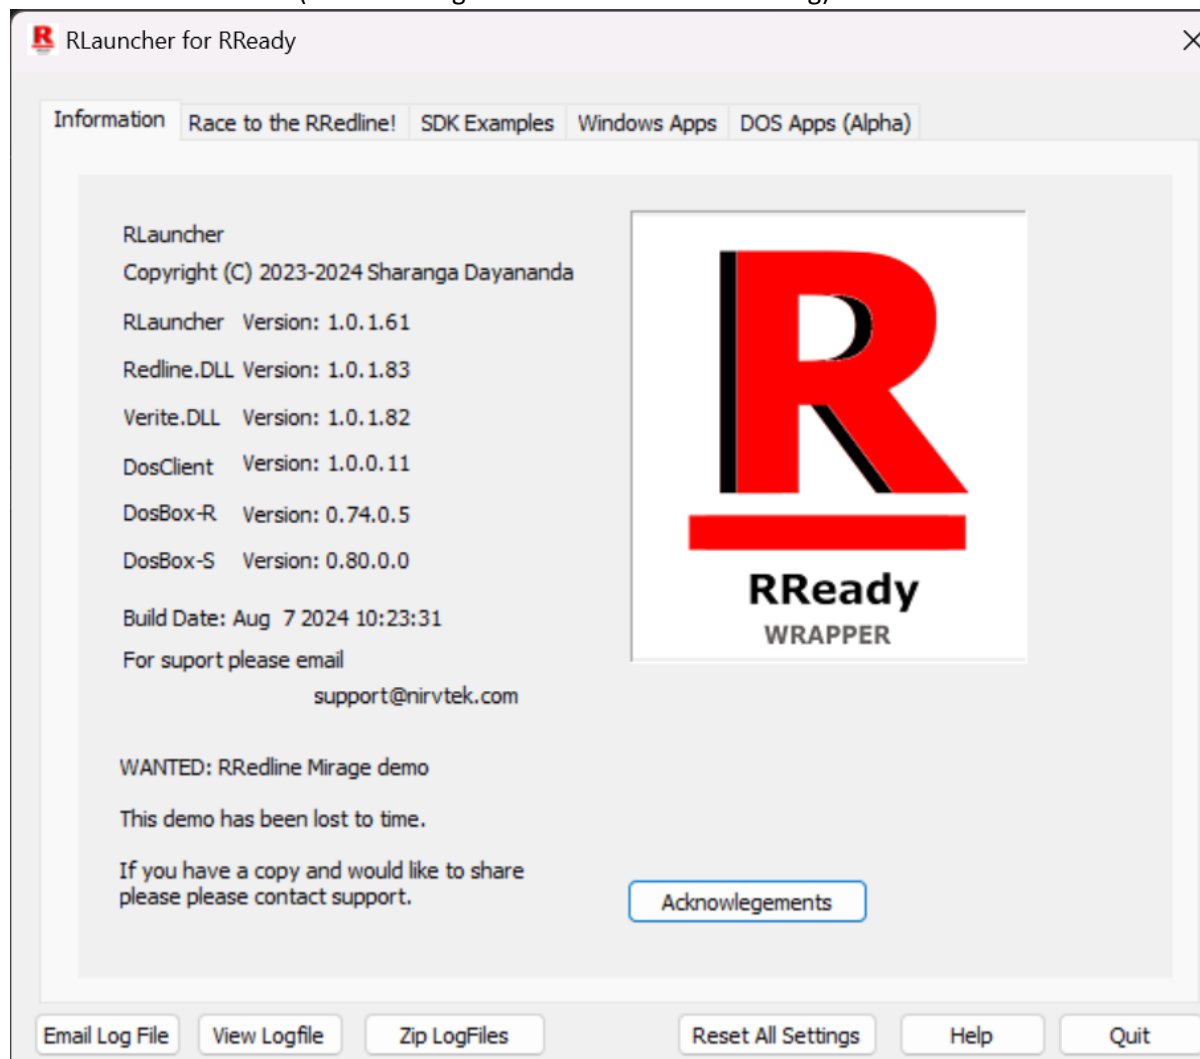 RLauncher for RReady
Information Race to the RRedline! SDK Examples Windows Apps DOS Apps (Alpha)
RLauncher
Copyright (C) 2023-2024 Sharanga Dayananda
RLauncher Version: 1.0.1.61
Redline.DLL Version: 1.0.1.83
Verite.DLL Version: 1.0.1.82
DosClient Version: 1.0.0.11
DosBox-R Version: 0.74.0.5
DosBox-S Version: 0.80.0.0
Build Date: Aug 7 2024 10:23:31
For suport please email
support@nirvtek.com
R
RReady
WRAPPER
WANTED: RRedline Mirage demo
This demo has been lost to time.
If you have a copy and would like to share
please please contact support.
Acknowlegements
Email Log File View Logfile Zip LogFiles Reset All Settings Help Quit